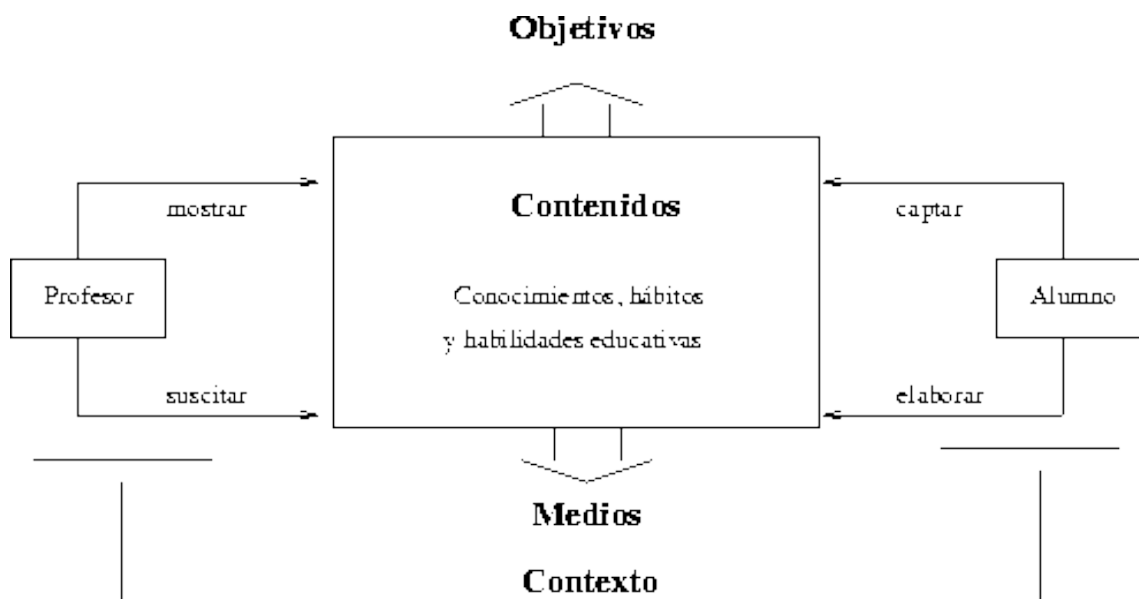 Objetivos
mostrar
Contenidos
captar
Profesor
Conocimientos, hábitos
y habilidades educativas
Alumno
suscitar
elaborar
Medios
Contexto